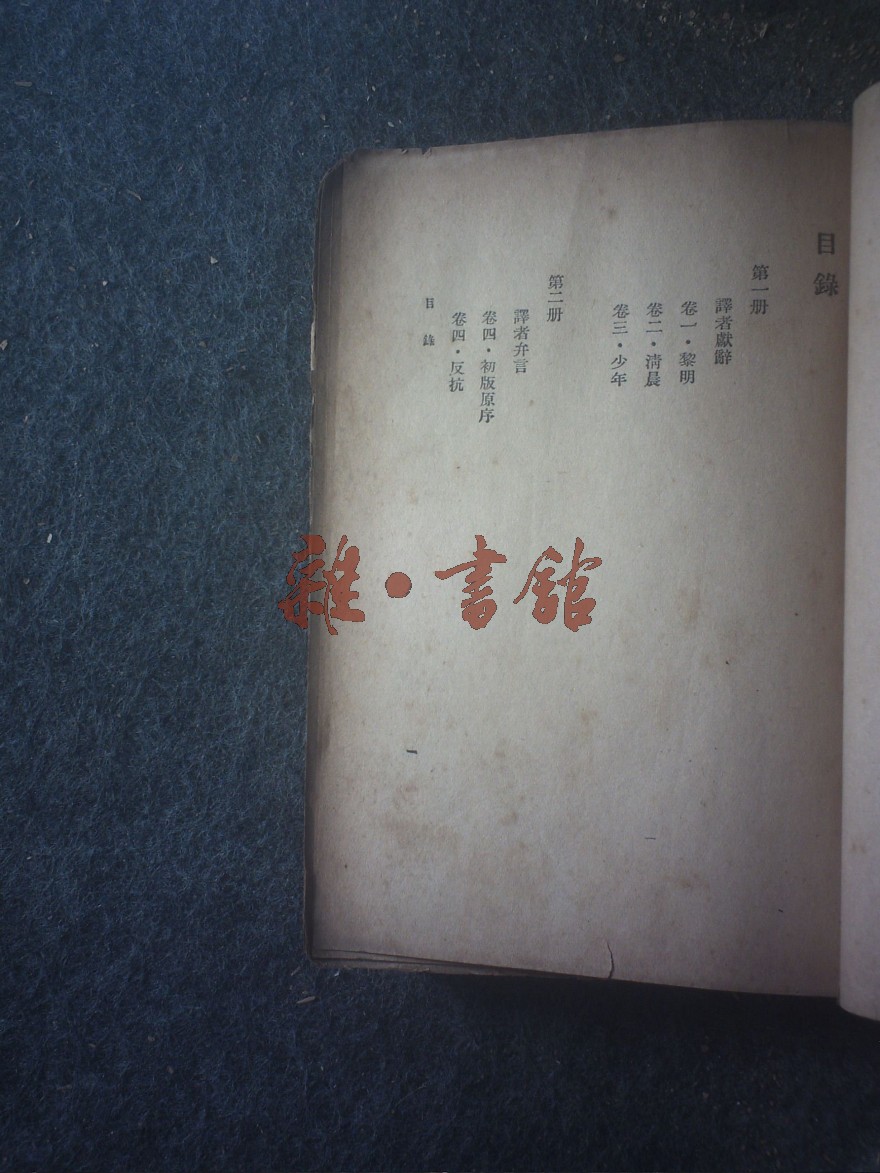 目錄
第一册
譯者獻辭
卷一·黎明
卷二·清晨
卷三·少年
第二册
譯者弁言
卷四·初版原序
卷四·反抗
目錄
一
雜·書館